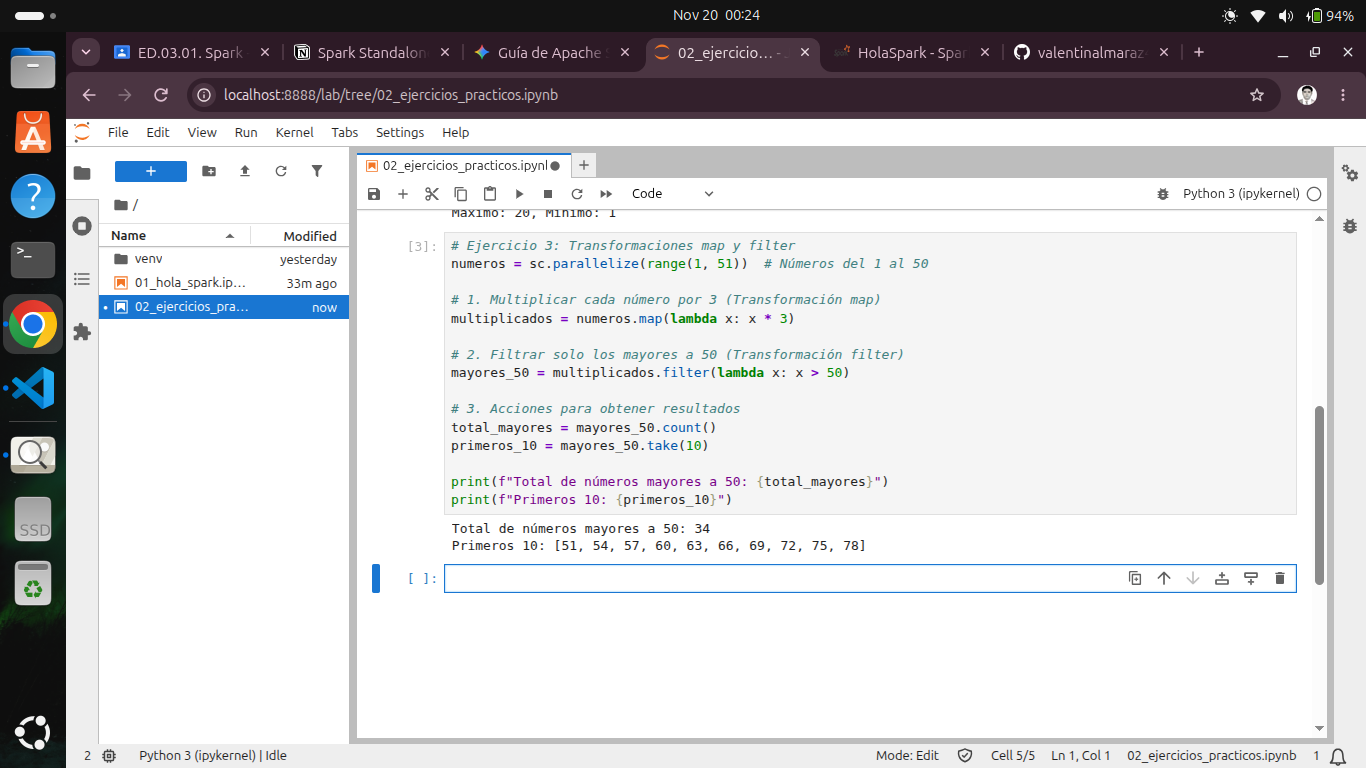 Nov 20 00:24
94%
ED.03.01. Spark
Spark Standalon
Guía de Apache
02_ejercicio… -
HolaSpark - Spar
valentinalmaraz
localhost:8888/lab/tree/02_ejercicios_practicos.ipynb
File Edit View Run Kernel Tabs Settings Help
02_ejercicios_practicos.ipynl
/
Code
Python 3 (ipykernel)
Name Modified
venv yesterday
01_hola_spark.ip… 33m ago
02_ejercicios_pra… now
Máximo: 20, Mínimo: 1
[3]:
# Ejercicio 3: Transformaciones map y filter
numeros = sc.parallelize(range(1, 51))  # Números del 1 al 50
# 1. Multiplicar cada número por 3 (Transformación map)
multiplicados = numeros.map(lambda x: x * 3)
# 2. Filtrar solo los mayores a 50 (Transformación filter)
mayores_50 = multiplicados.filter(lambda x: x > 50)
# 3. Acciones para obtener resultados
total_mayores = mayores_50.count()
primeros_10 = mayores_50.take(10)
print(f"Total de números mayores a 50: {total_mayores}")
print(f"Primeros 10: {primeros_10}")
Total de números mayores a 50: 34
Primeros 10: [51, 54, 57, 60, 63, 66, 69, 72, 75, 78]
[ ]:
SSD
2 Python 3 (ipykernel) | Idle
Mode: Edit Cell 5/5 Ln 1, Col 1 02_ejercicios_practicos.ipynb 1